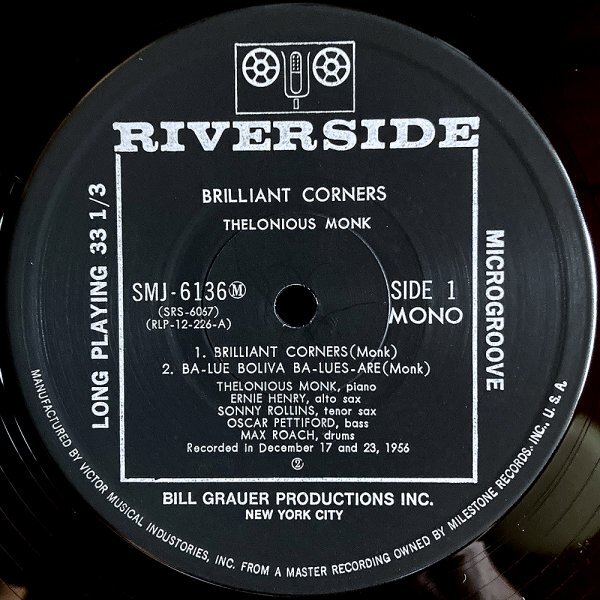 RIVERSIDE
BRILLIANT CORNERS
THELONIOUS MONK
LONG PLAYING 33 1/3
MICROGROOVE
SMJ-6136 Ⓜ
(SRS-6067)
(RLP-12-226-A)
SIDE 1
MONO
1. BRILLIANT CORNERS(Monk)
2. BA-LUE BOLIVA BA-LUES-ARE(Monk)
THELONIOUS MONK, piano
ERNIE HENRY, alto sax
SONNY ROLLINS, tenor sax
OSCAR PETTIFORD, bass
MAX ROACH, drums
Recorded in December 17 and 23, 1956
②
BILL GRAUER PRODUCTIONS INC.
NEW YORK CITY
MANUFACTURED BY VICTOR MUSICAL INDUSTRIES, INC. FROM A MASTER RECORDING OWNED BY MILESTONE RECORDS, INC., U. S. A.